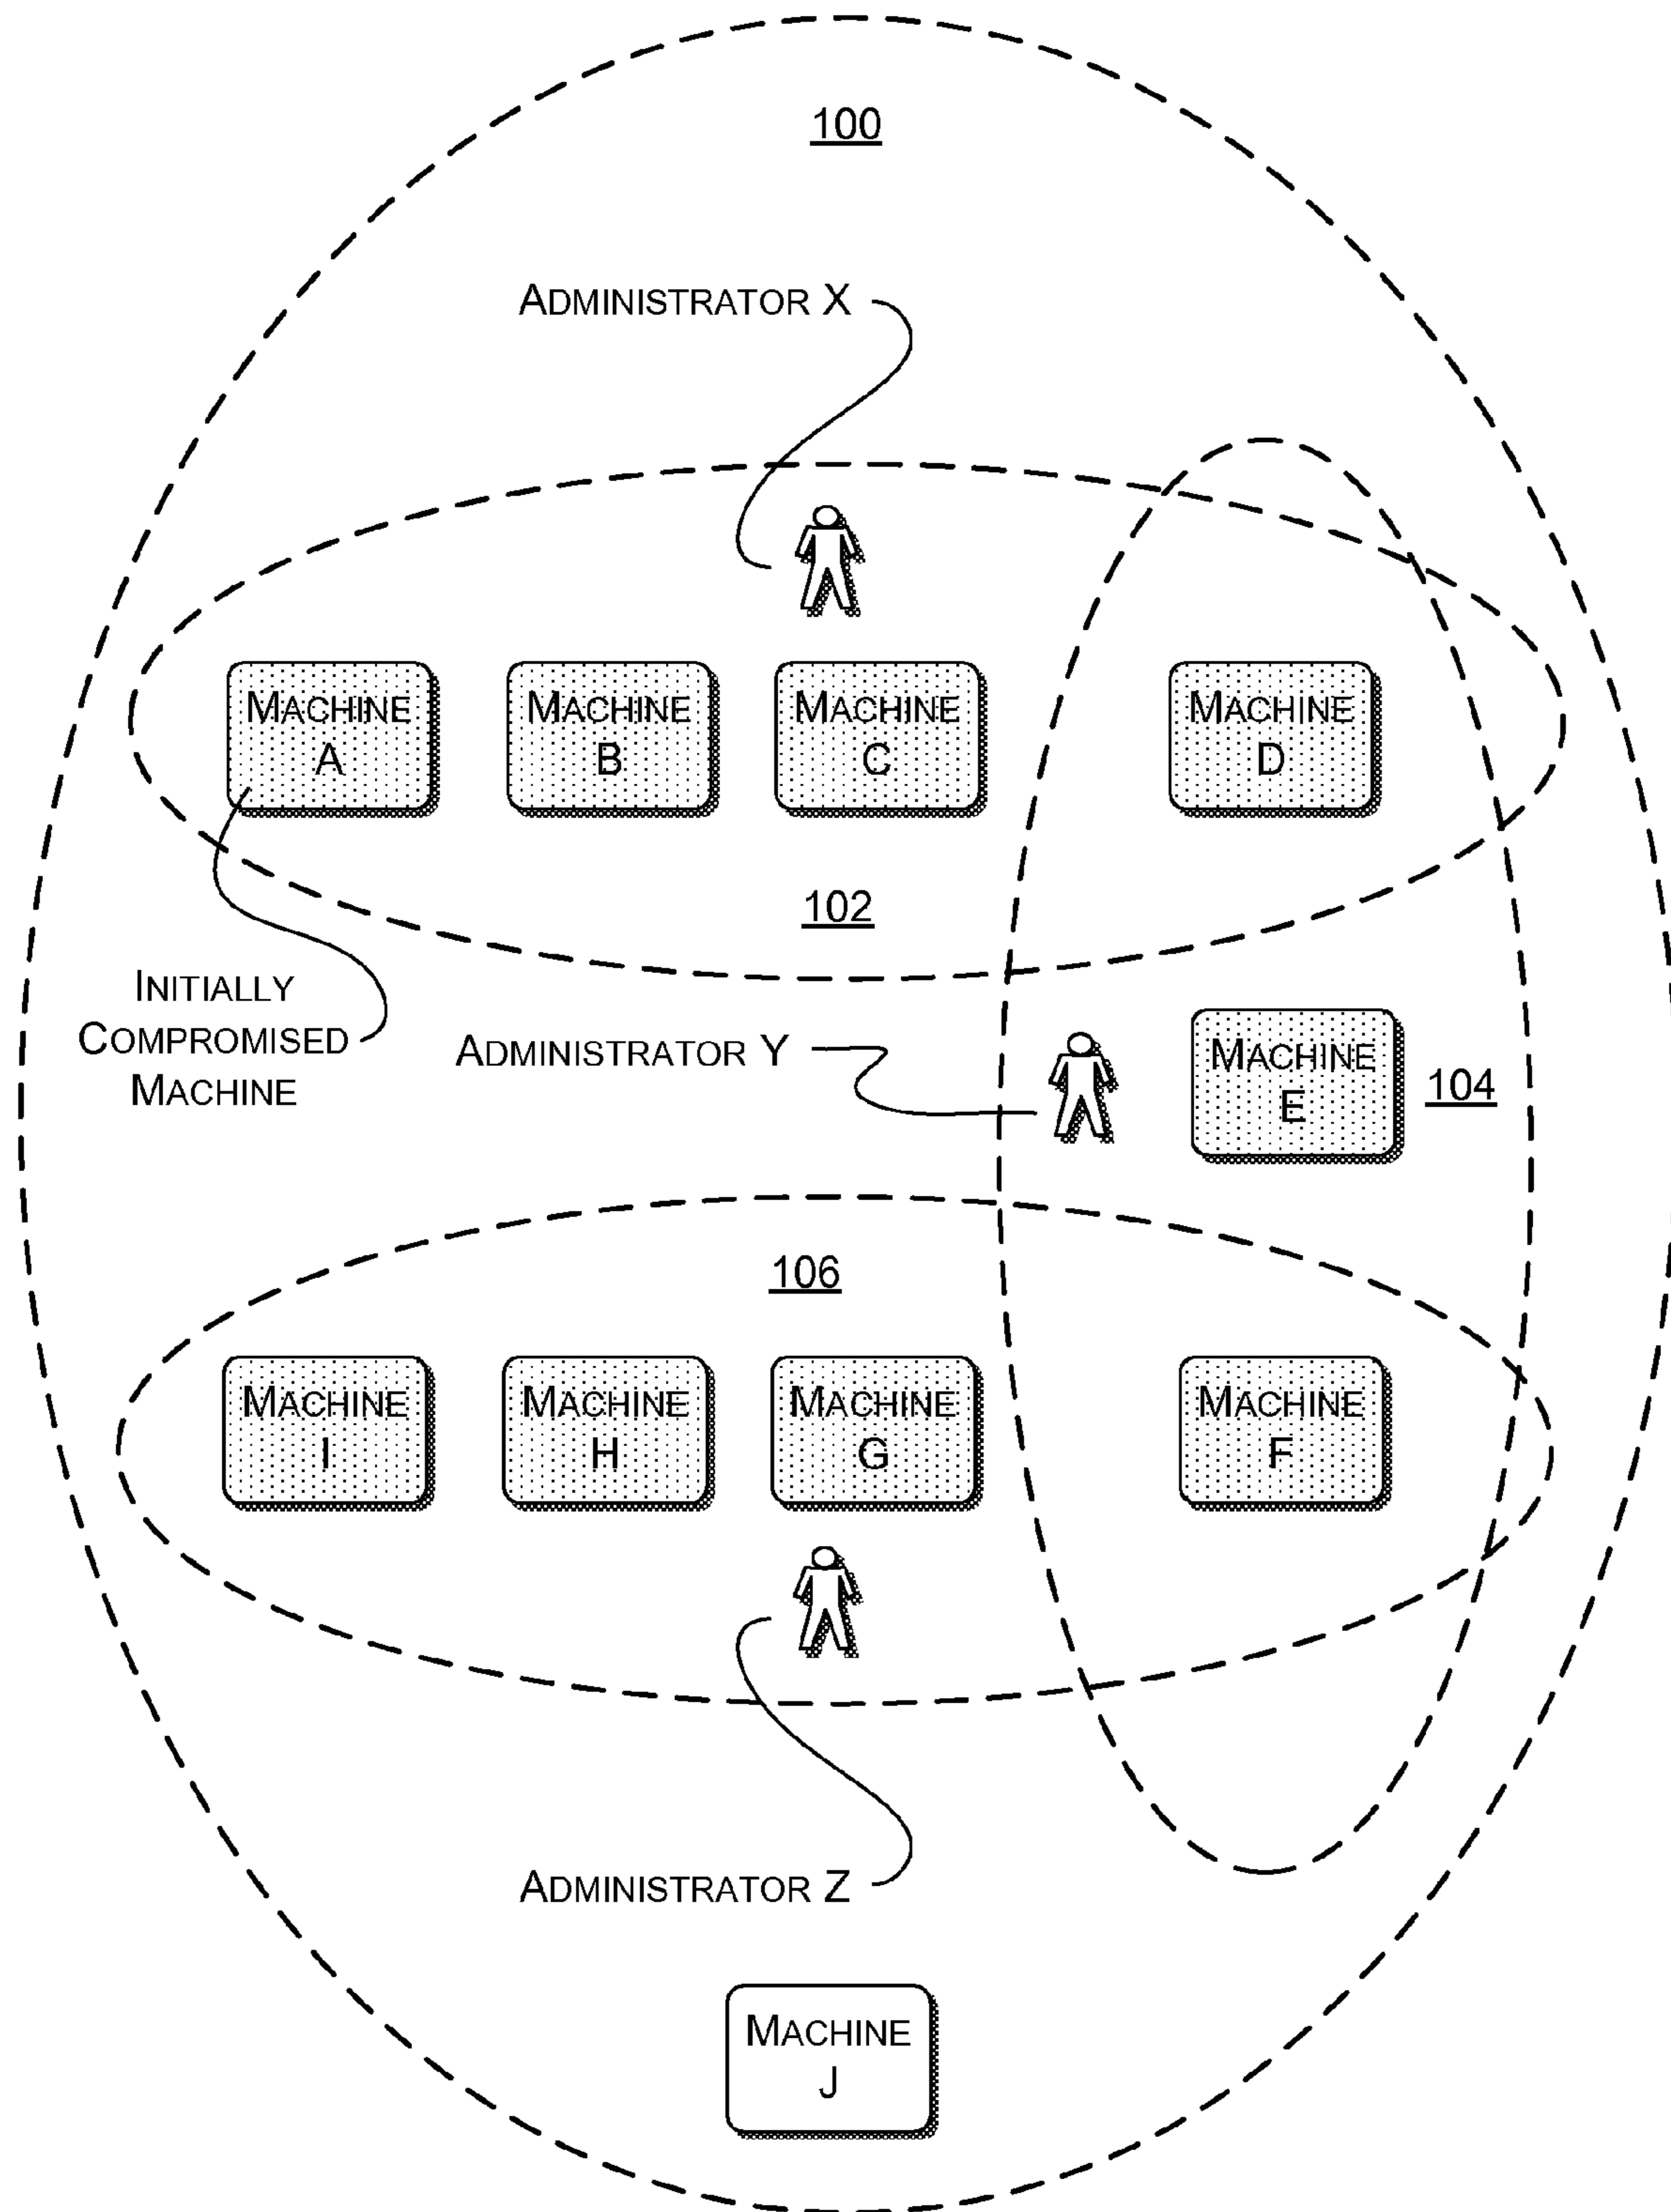 100
ADMINISTRATOR X
MACHINE
A
MACHINE
B
MACHINE
C
MACHINE
D
102
INITIALLY
COMPROMISED
MACHINE
ADMINISTRATOR Y
MACHINE
E
104
106
MACHINE
I
MACHINE
H
MACHINE
G
MACHINE
F
ADMINISTRATOR Z
MACHINE
J